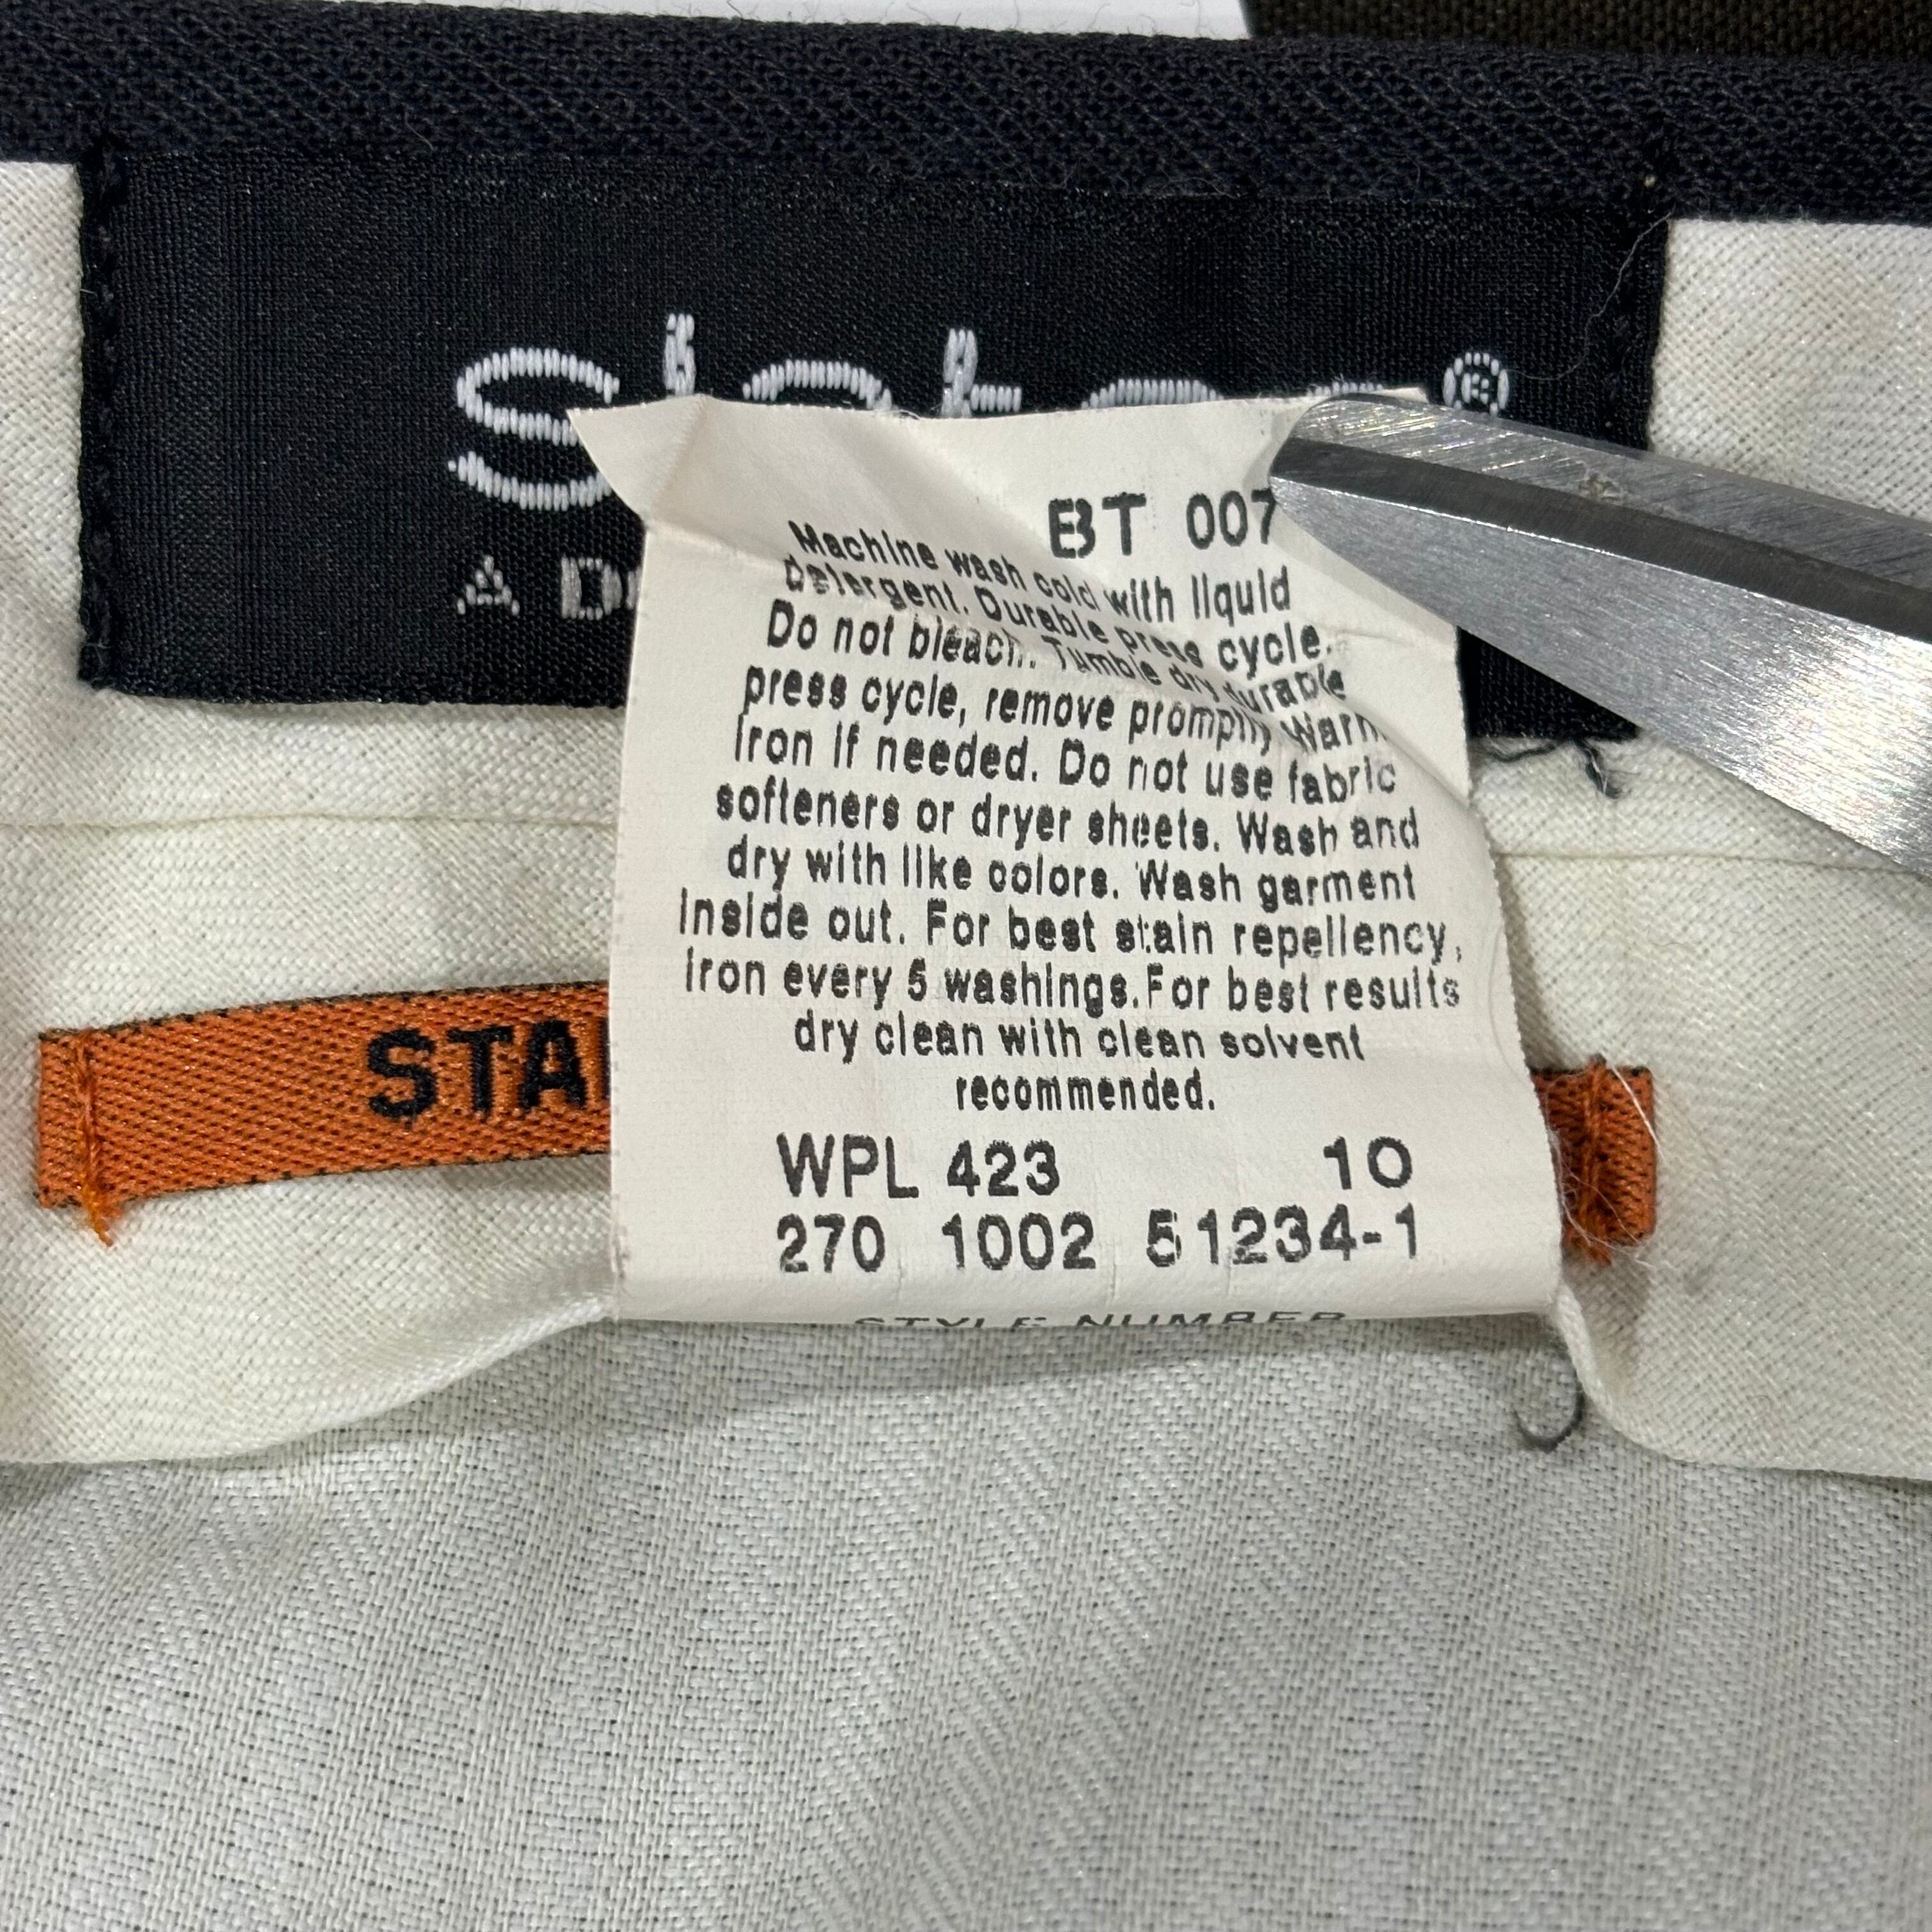 ®
A
BT 007
Machine wash cold with liquid
detergent. Durable press cycle.
Do not bleach. Tumble dry durable
press cycle, remove promptly Warm
iron if needed. Do not use fabric
softeners or dryer sheets. Wash and
dry with like colors. Wash garment
inside out. For best stain repellency,
iron every 5 washings.For best results
dry clean with clean solvent
recommended.
STA
WPL 423 10
270 1002 51234-1
STYLE NUMBER